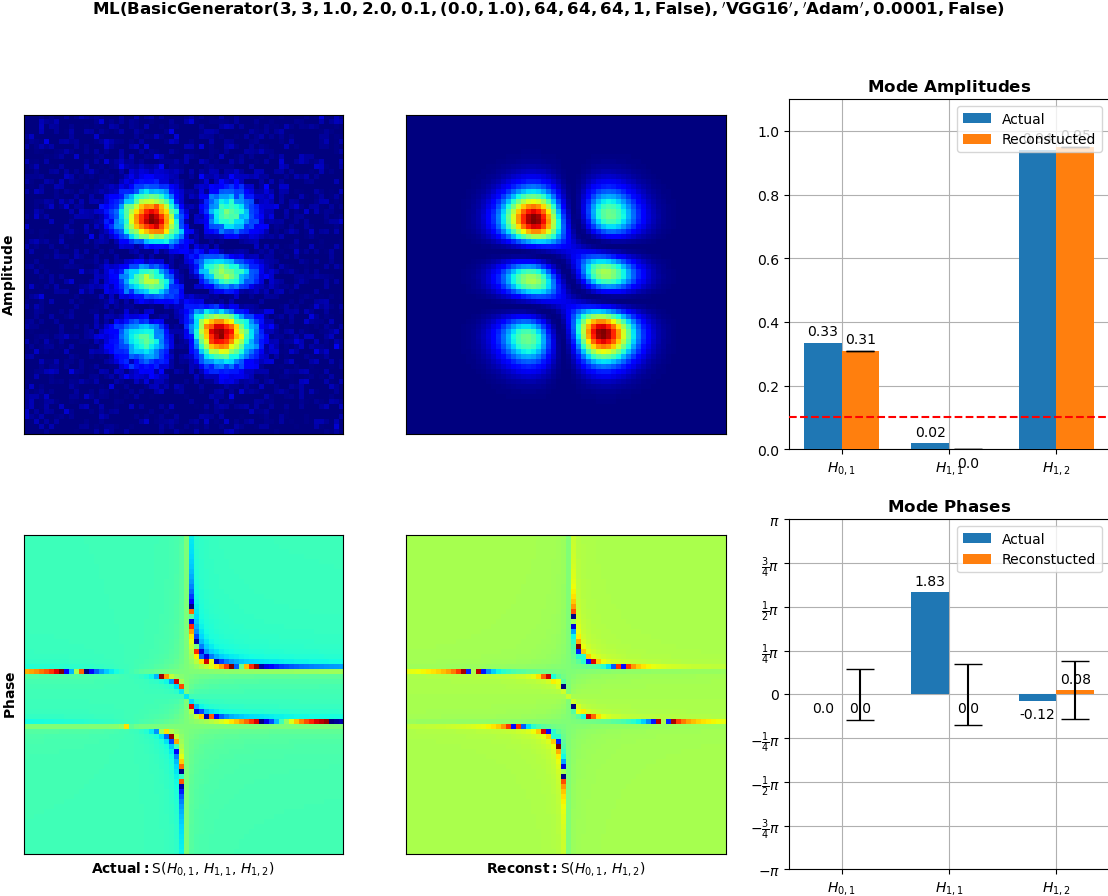 ML(BasicGenerator(3, 3, 1.0, 2.0, 0.1, (0.0, 1.0), 64, 64, 64, 1, False), ′VGG16′, ′Adam′, 0.0001, False)
Mode Amplitudes
Actual
Reconstucted
1.0
0.8
0.6
0.4
0.2
0.0
0.33
0.31
0.02
0.0
H0,1
H1,1
H1,2
Amplitude
Mode Phases
Actual
Reconstucted
π
3/4π
1/2π
1/4π
0
−1/4π
−1/2π
−3/4π
−π
0.0
0.0
1.83
0.0
-0.12
0.08
H0,1
H1,1
H1,2
Phase
Actual: S(H0,1, H1,1, H1,2)
Reconst: S(H0,1, H1,2)